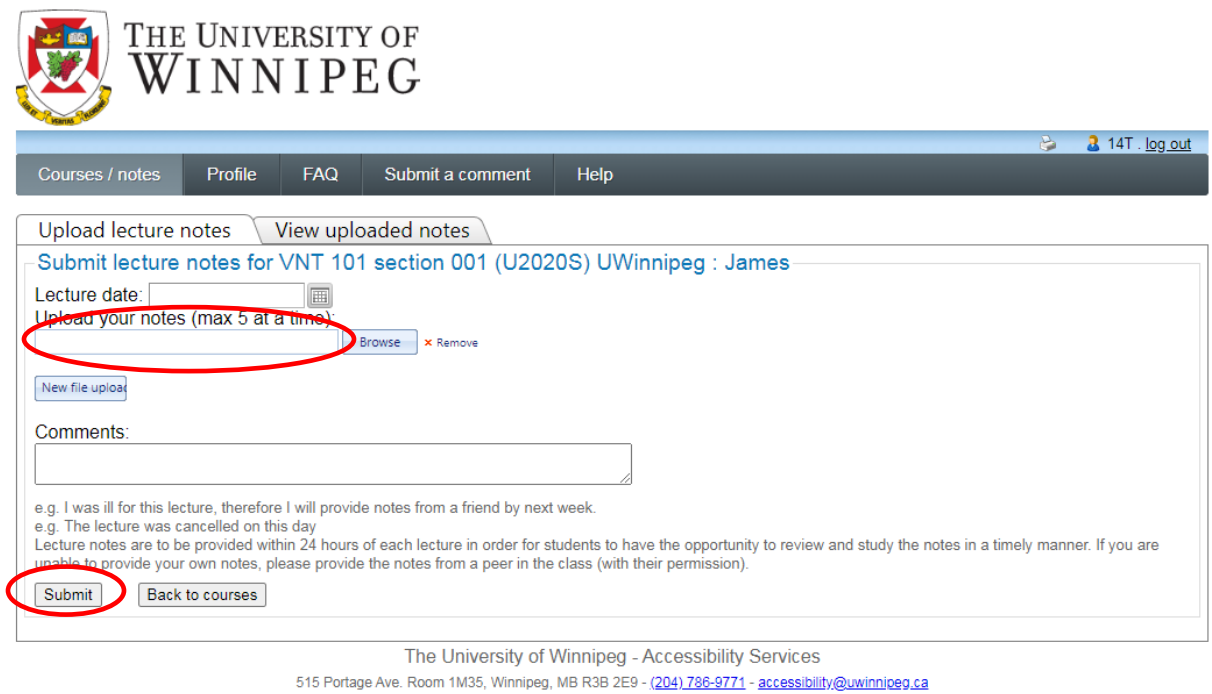 THE UNIVERSITY OF
WINNIPEG
14T . log out
Courses / notes Profile FAQ Submit a comment Help
Upload lecture notes View uploaded notes
Submit lecture notes for VNT 101 section 001 (U2020S) UWinnipeg : James
Lecture date:
Upload your notes (max 5 at a time):
Browse × Remove
New file upload
Comments:
e.g. I was ill for this lecture, therefore I will provide notes from a friend by next week.
e.g. The lecture was cancelled on this day
Lecture notes are to be provided within 24 hours of each lecture in order for students to have the opportunity to review and study the notes in a timely manner. If you are
unable to provide your own notes, please provide the notes from a peer in the class (with their permission).
Submit Back to courses
The University of Winnipeg - Accessibility Services
515 Portage Ave. Room 1M35, Winnipeg, MB R3B 2E9 - (204) 786-9771 - accessibility@uwinnipeg.ca